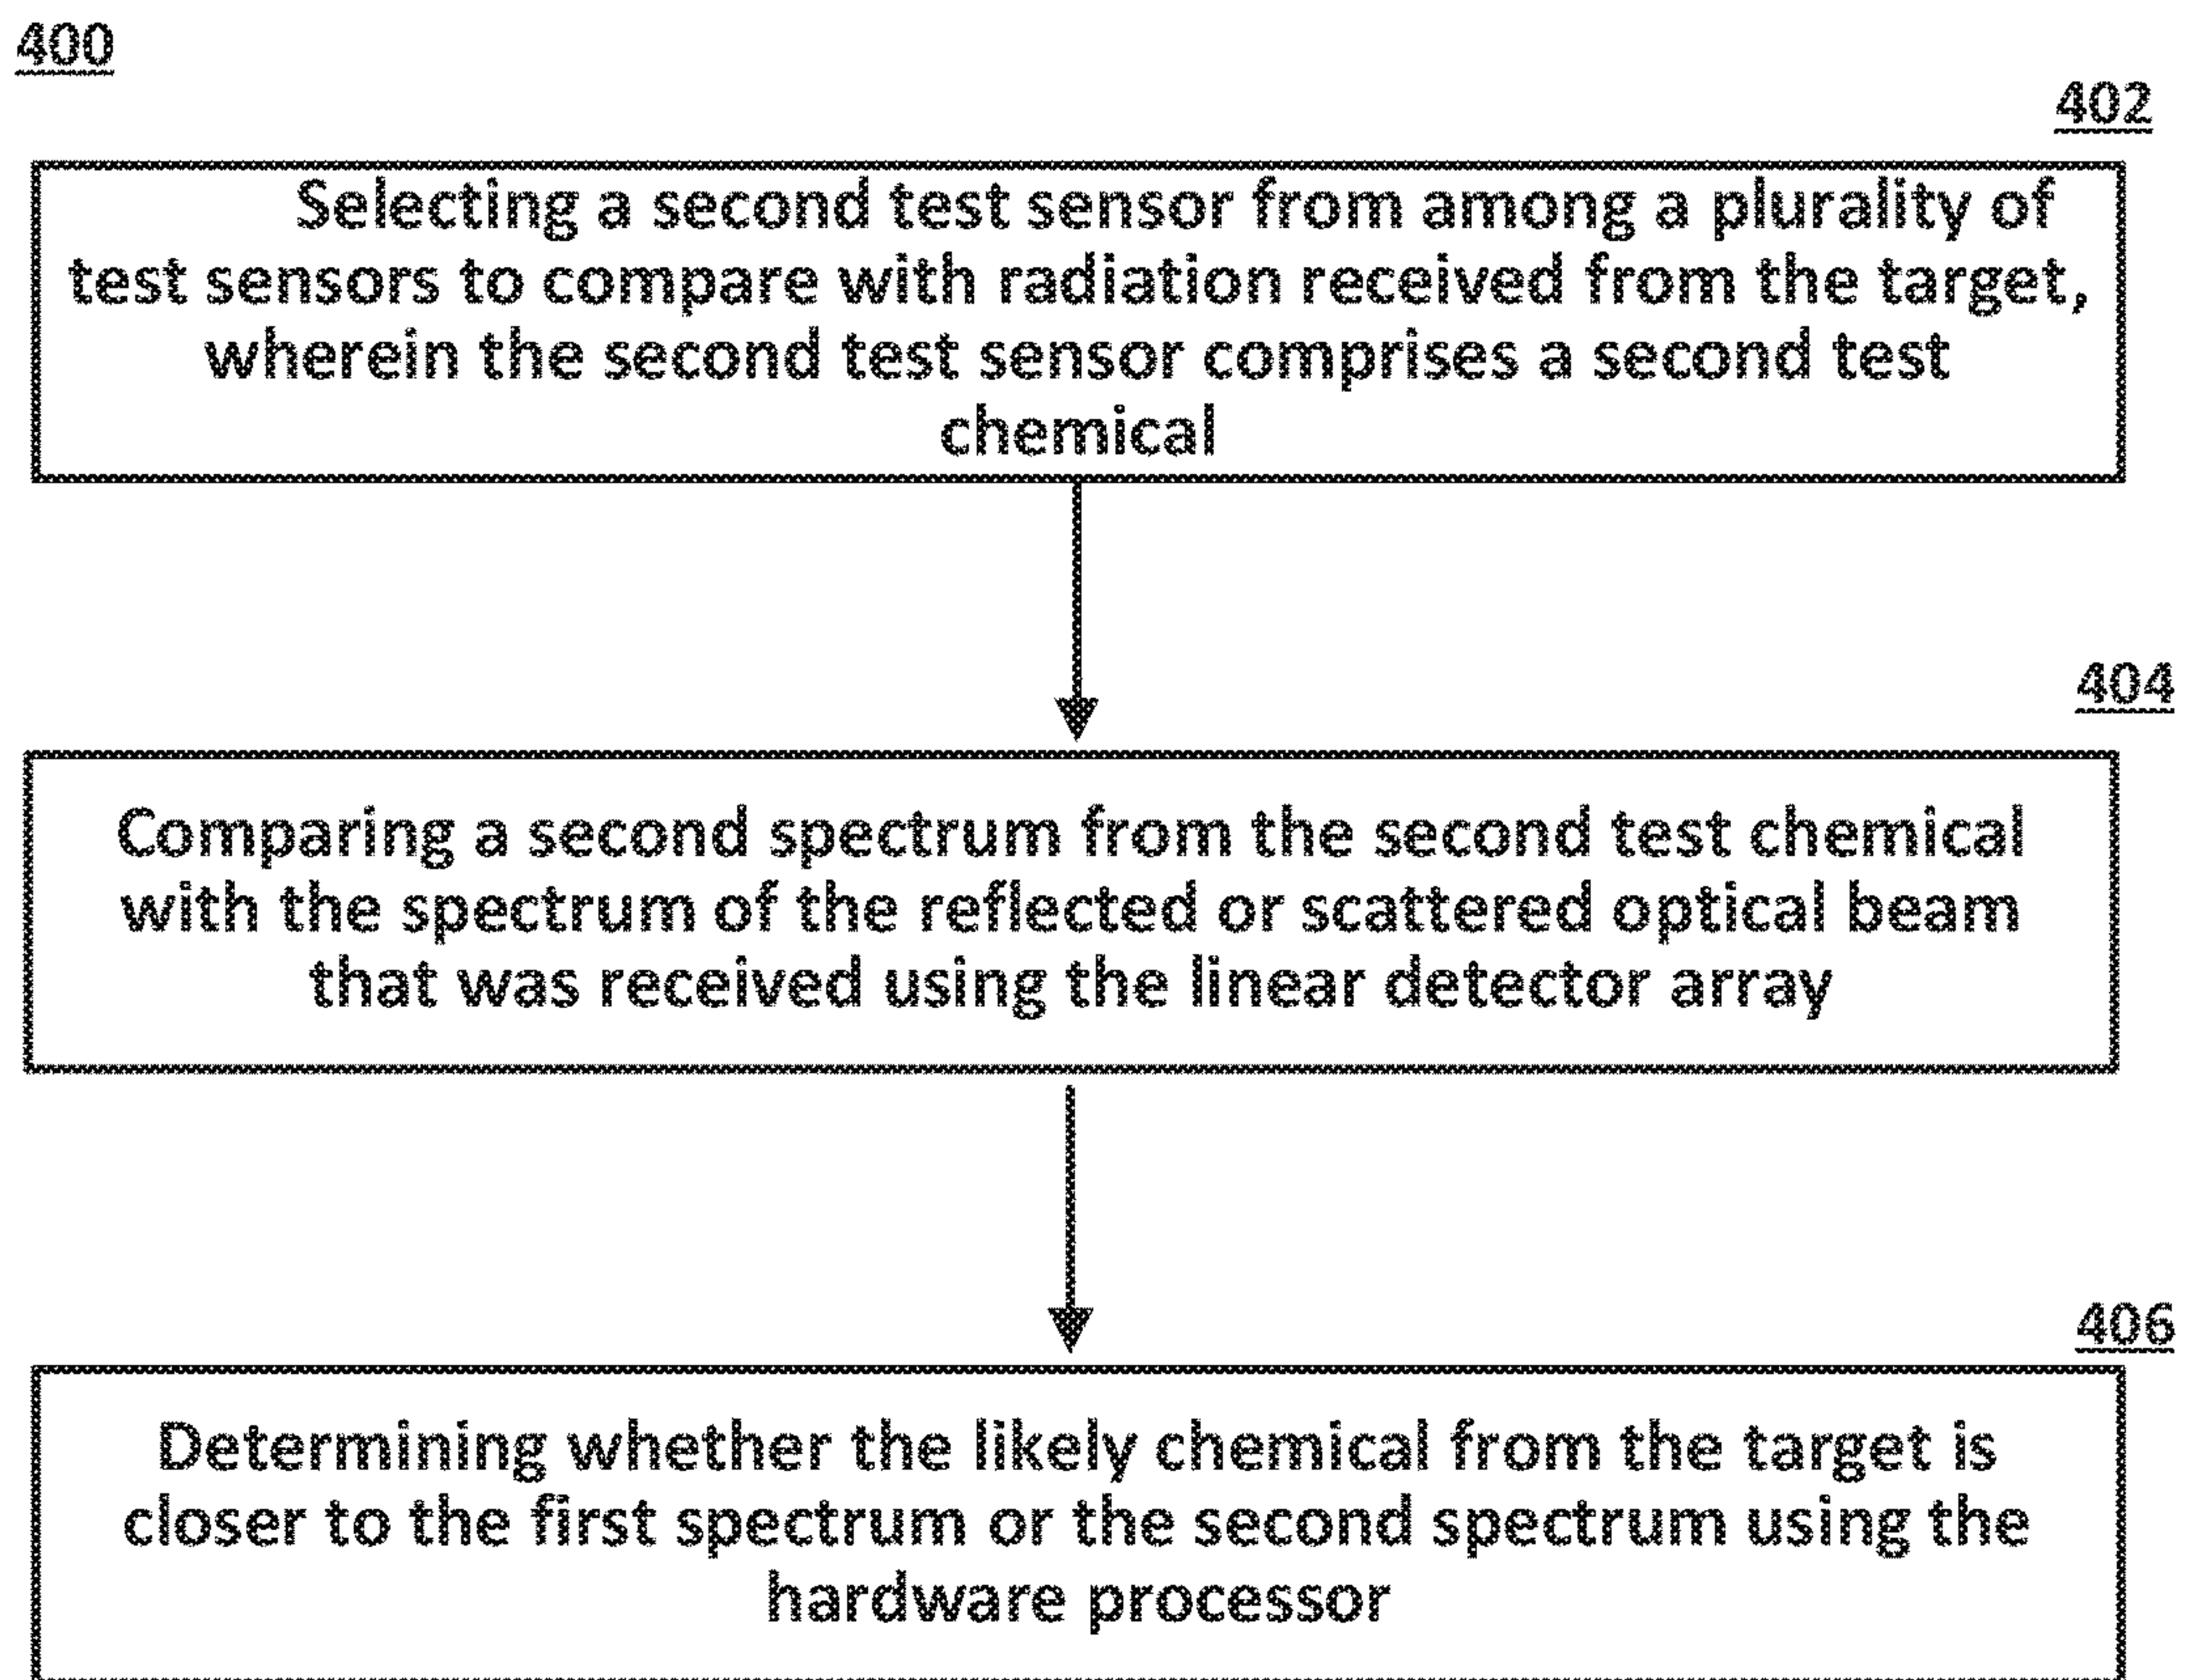 400
402
Selecting a second test sensor from among a plurality of
test sensors to compare with radiation received from the target,
wherein the second test sensor comprises a second test
chemical
404
Comparing a second spectrum from the second test chemical
with the spectrum of the reflected or scattered optical beam
that was received using the linear detector array
406
Determining whether the likely chemical from the target is
closer to the first spectrum or the second spectrum using the
hardware processor